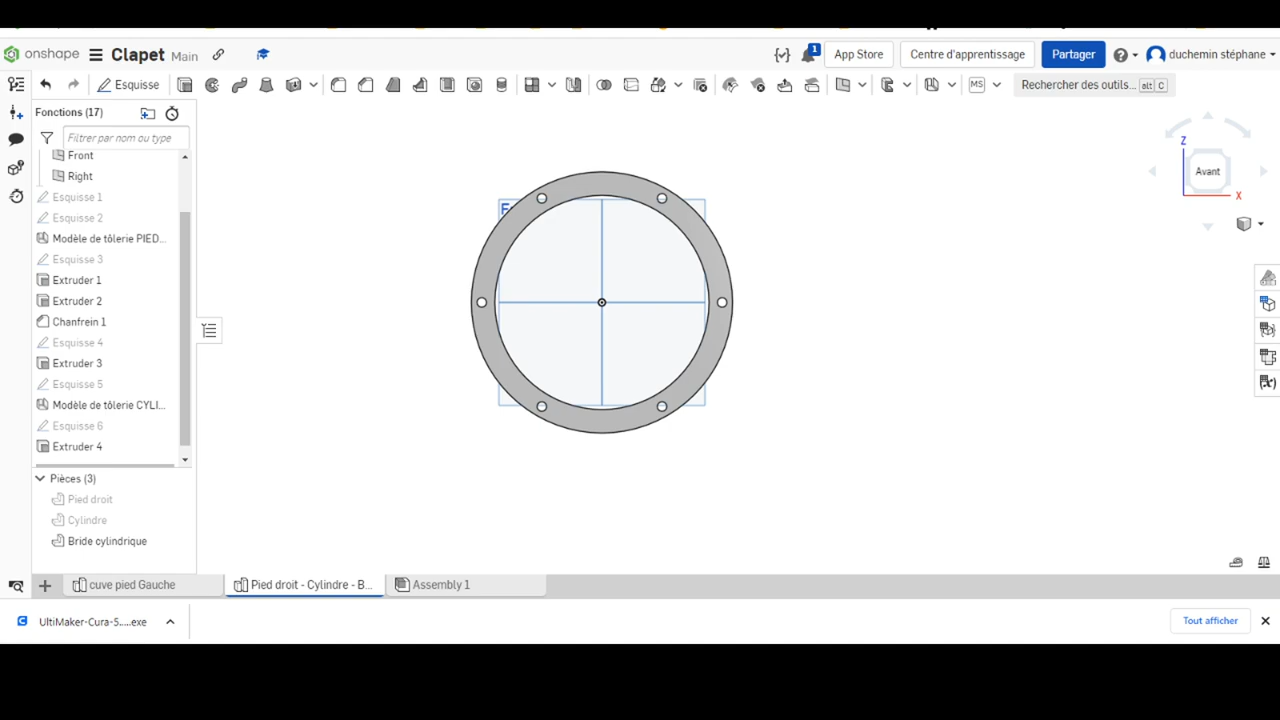 onshape Clapet Main
1 App Store Centre d'apprentissage Partager duchemin stéphane
Esquisse MS Rechercher des outils... alt C
Fonctions (17)
Filtrer par nom ou type
Front
Right
Esquisse 1
Esquisse 2
Modèle de tôlerie PIED...
Esquisse 3
Extruder 1
Extruder 2
Chanfrein 1
Esquisse 4
Extruder 3
Esquisse 5
Modèle de tôlerie CYLI...
Esquisse 6
Extruder 4
Pièces (3)
Pied droit
Cylindre
Bride cylindrique
Z
Avant
X
cuve pied Gauche
Pied droit - Cylindre - B...
Assembly 1
UltiMaker-Cura-5.....exe
Tout afficher